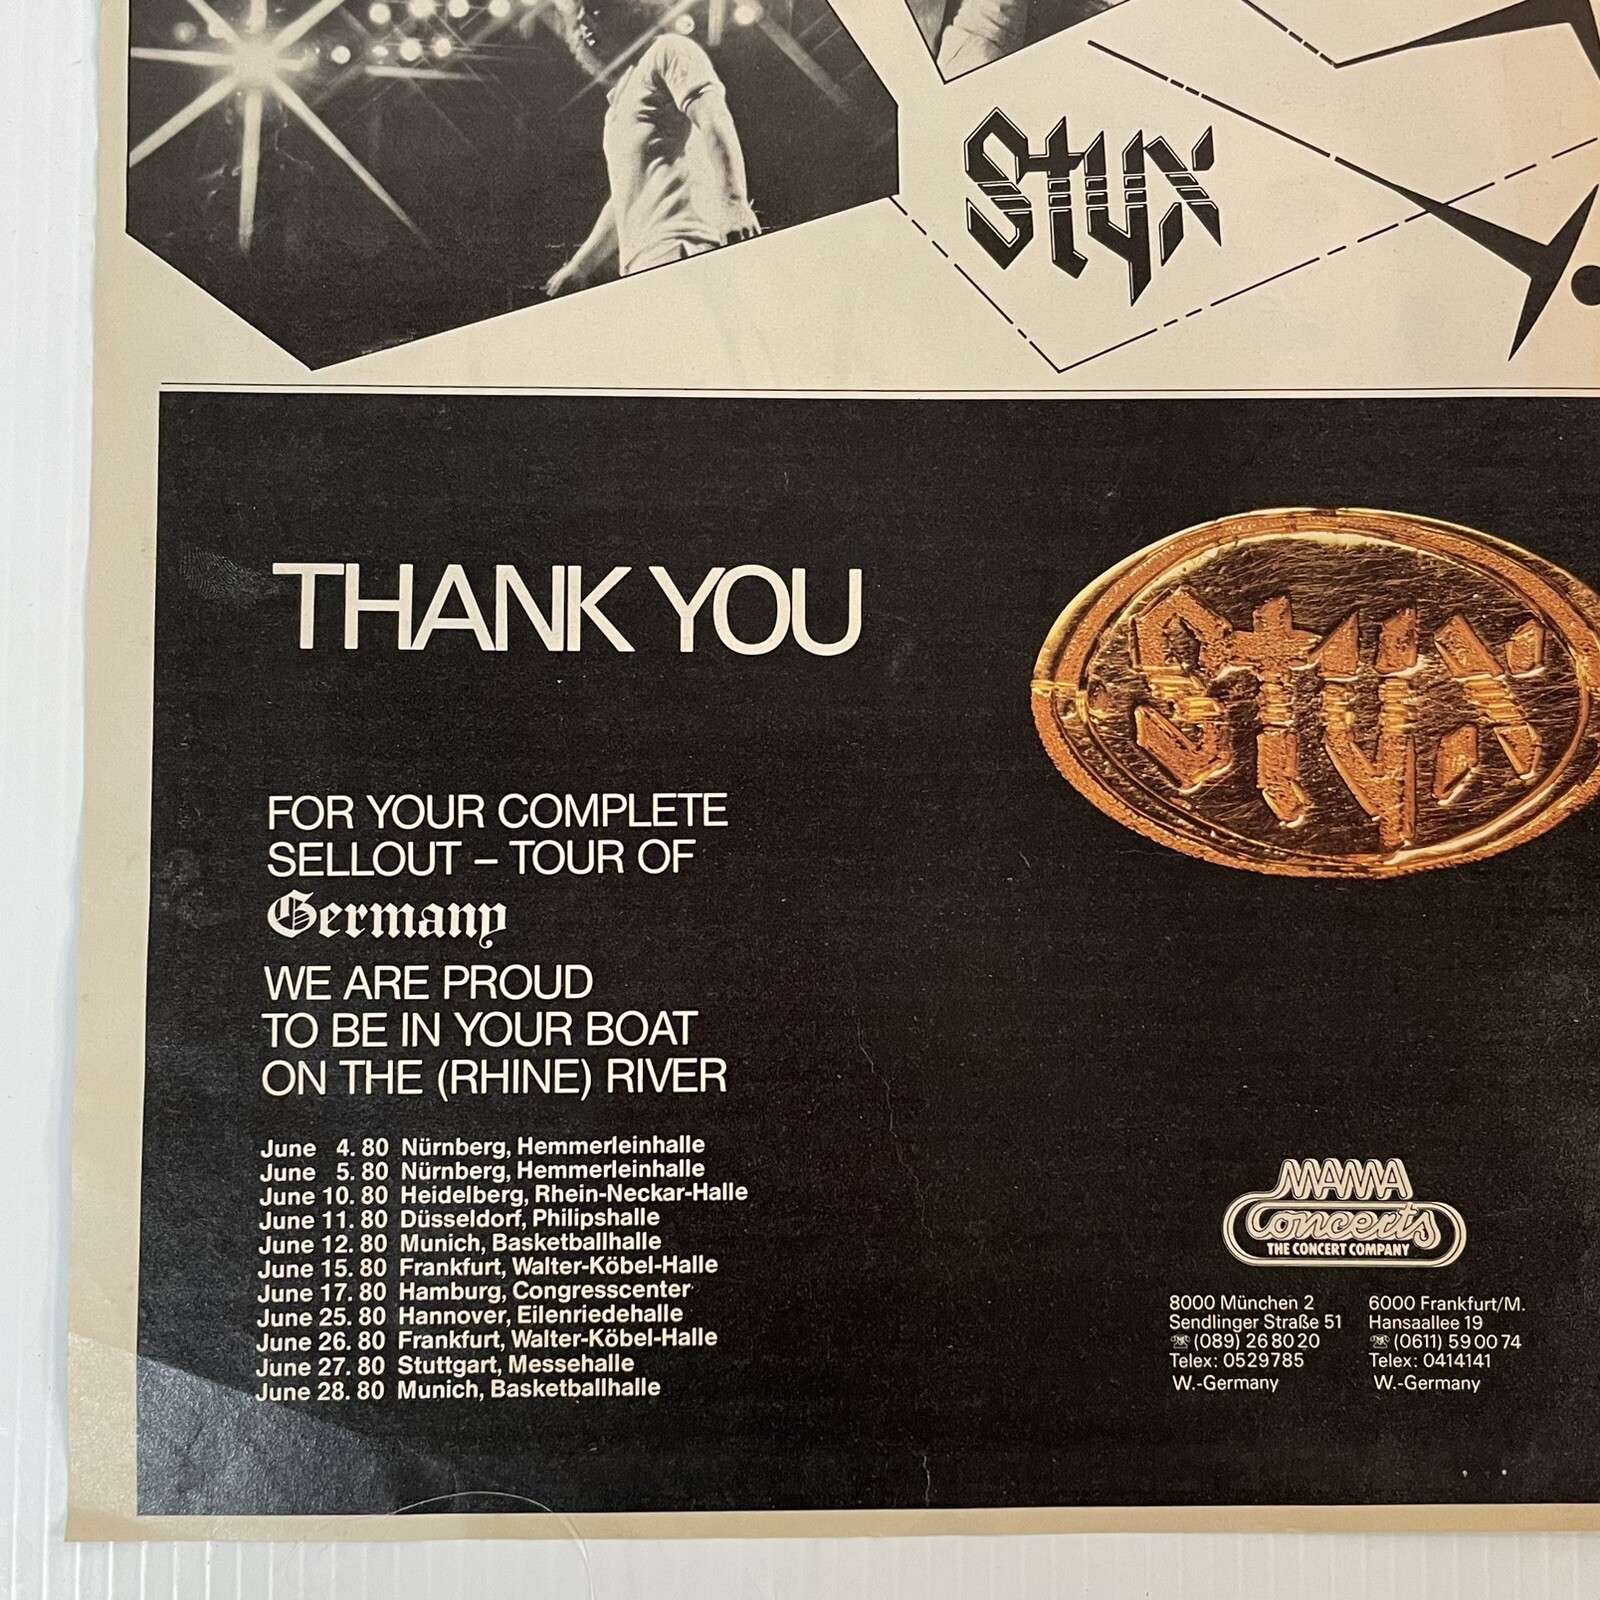 Styx
THANK YOU
Styx
FOR YOUR COMPLETE
SELLOUT – TOUR OF
Germany
WE ARE PROUD
TO BE IN YOUR BOAT
ON THE (RHINE) RIVER
June 4. 80 Nürnberg, Hemmerleinhalle
June 5. 80 Nürnberg, Hemmerleinhalle
June 10. 80 Heidelberg, Rhein-Neckar-Halle
June 11. 80 Düsseldorf, Philipshalle
June 12. 80 Munich, Basketballhalle
June 15. 80 Frankfurt, Walter-Köbel-Halle
June 17. 80 Hamburg, Congresscenter
June 25. 80 Hannover, Eilenriedehalle
June 26. 80 Frankfurt, Walter-Köbel-Halle
June 27. 80 Stuttgart, Messehalle
June 28. 80 Munich, Basketballhalle
MAMA
Concerts
THE CONCERT COMPANY
8000 München 2
Sendlinger Straße 51
☏ (089) 26 80 20
Telex: 0529785
W.-Germany
6000 Frankfurt/M.
Hansaallee 19
☏ (0611) 59 00 74
Telex: 0414141
W.-Germany